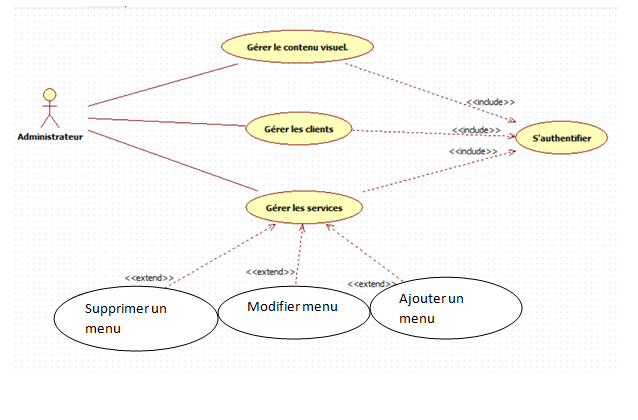 Gérer le contenu visuel.
<<include>>
Administrateur
Gérer les clients
<<include>>
S'authentifier
<<include>>
Gérer les services
<<extend>>
<<extend>>
<<extend>>
Supprimer un
menu
Modifier menu
Ajouter un
menu